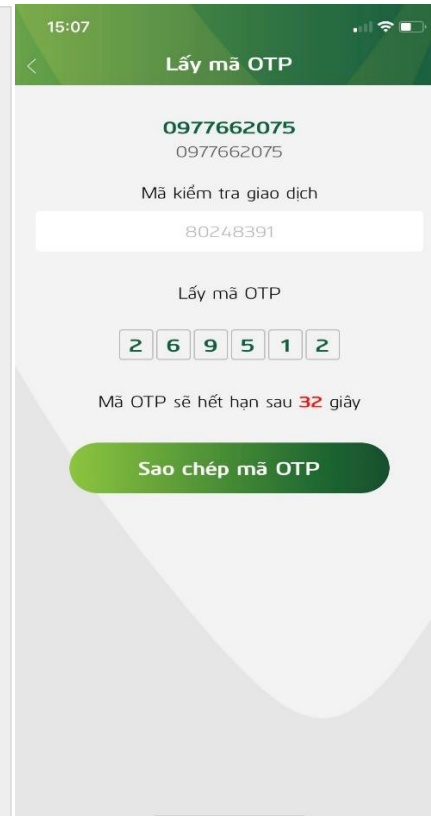 15:07
Lấy mã OTP
0977662075
0977662075
Mã kiểm tra giao dịch
80248391
Lấy mã OTP
2 6 9 5 1 2
Mã OTP sẽ hết hạn sau 32 giây
Sao chép mã OTP